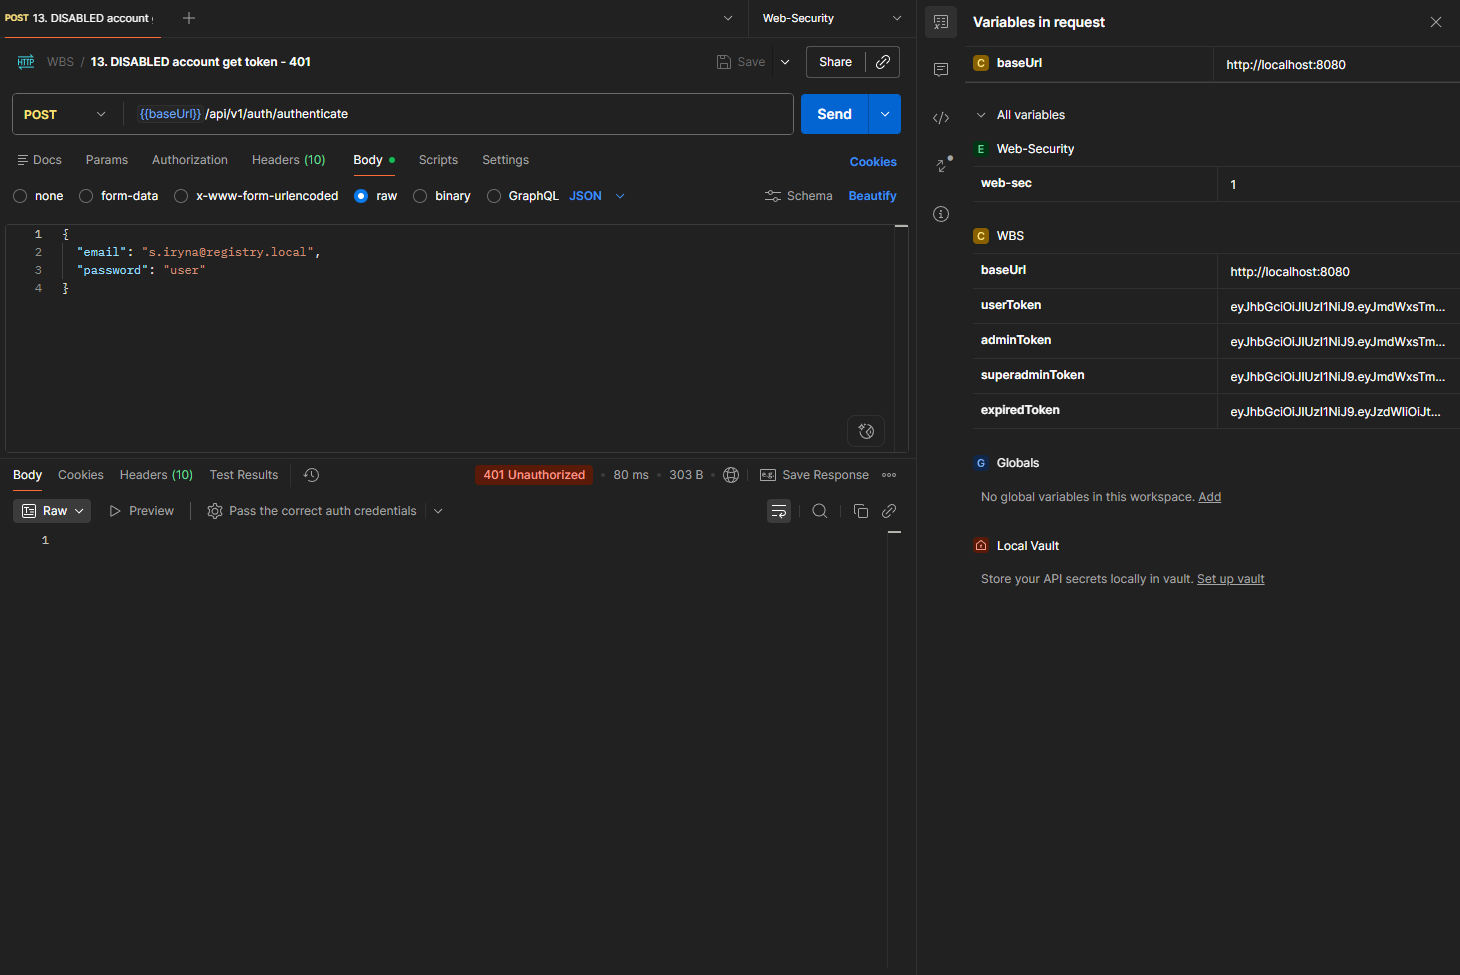 POST 13. DISABLED account
Web-Security
Variables in request
HTTP WBS / 13. DISABLED account get token - 401
Save
Share
C baseUrl
http://localhost:8080
POST
{{baseUrl}} /api/v1/auth/authenticate
Send
All variables
Docs
Params
Authorization
Headers (10)
Body
Scripts
Settings
Cookies
E Web-Security
none
form-data
x-www-form-urlencoded
raw
binary
GraphQL
JSON
Schema
Beautify
web-sec
1
1 {
2 "email": "s.iryna@registry.local",
3 "password": "user"
4 }
C WBS
baseUrl
http://localhost:8080
userToken
eyJhbGciOiJIUzI1NiJ9.eyJmdWxsTm...
adminToken
eyJhbGciOiJIUzI1NiJ9.eyJmdWxsTm...
superadminToken
eyJhbGciOiJIUzI1NiJ9.eyJmdWxsTm...
expiredToken
eyJhbGciOiJIUzI1NiJ9.eyJzdWIiOiJt...
Body
Cookies
Headers (10)
Test Results
401 Unauthorized
80 ms
303 B
e.g.
Save Response
G Globals
No global variables in this workspace. Add
Raw
Preview
Pass the correct auth credentials
1
Local Vault
Store your API secrets locally in vault. Set up vault